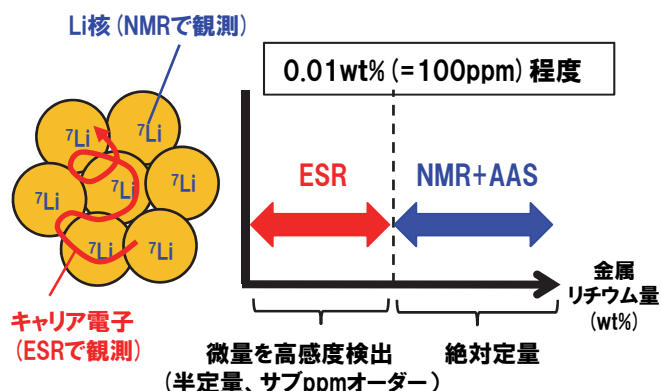 Li核(NMRで観測)
0.01wt%(=100ppm)程度
⁷Li
⁷Li
⁷Li
⁷Li
⁷Li
⁷Li
⁷Li
ESR
NMR+AAS
キャリア電子
(ESRで観測)
金属
リチウム量
(wt%)
微量を高感度検出
(半定量、サブppmオーダー)
絶対定量